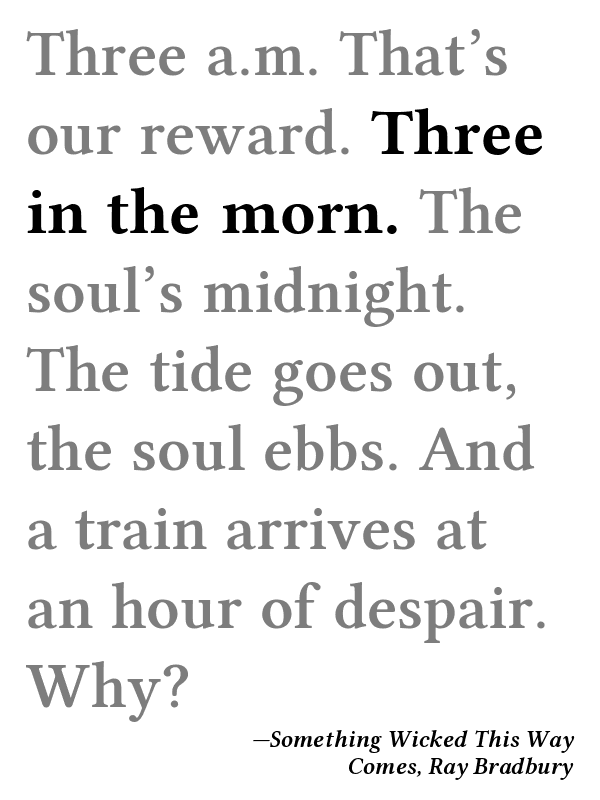 Three a.m. That’s
our reward. Three
in the morn. The
soul’s midnight.
The tide goes out,
the soul ebbs. And
a train arrives at
an hour of despair.
Why?
—Something Wicked This Way
Comes, Ray Bradbury